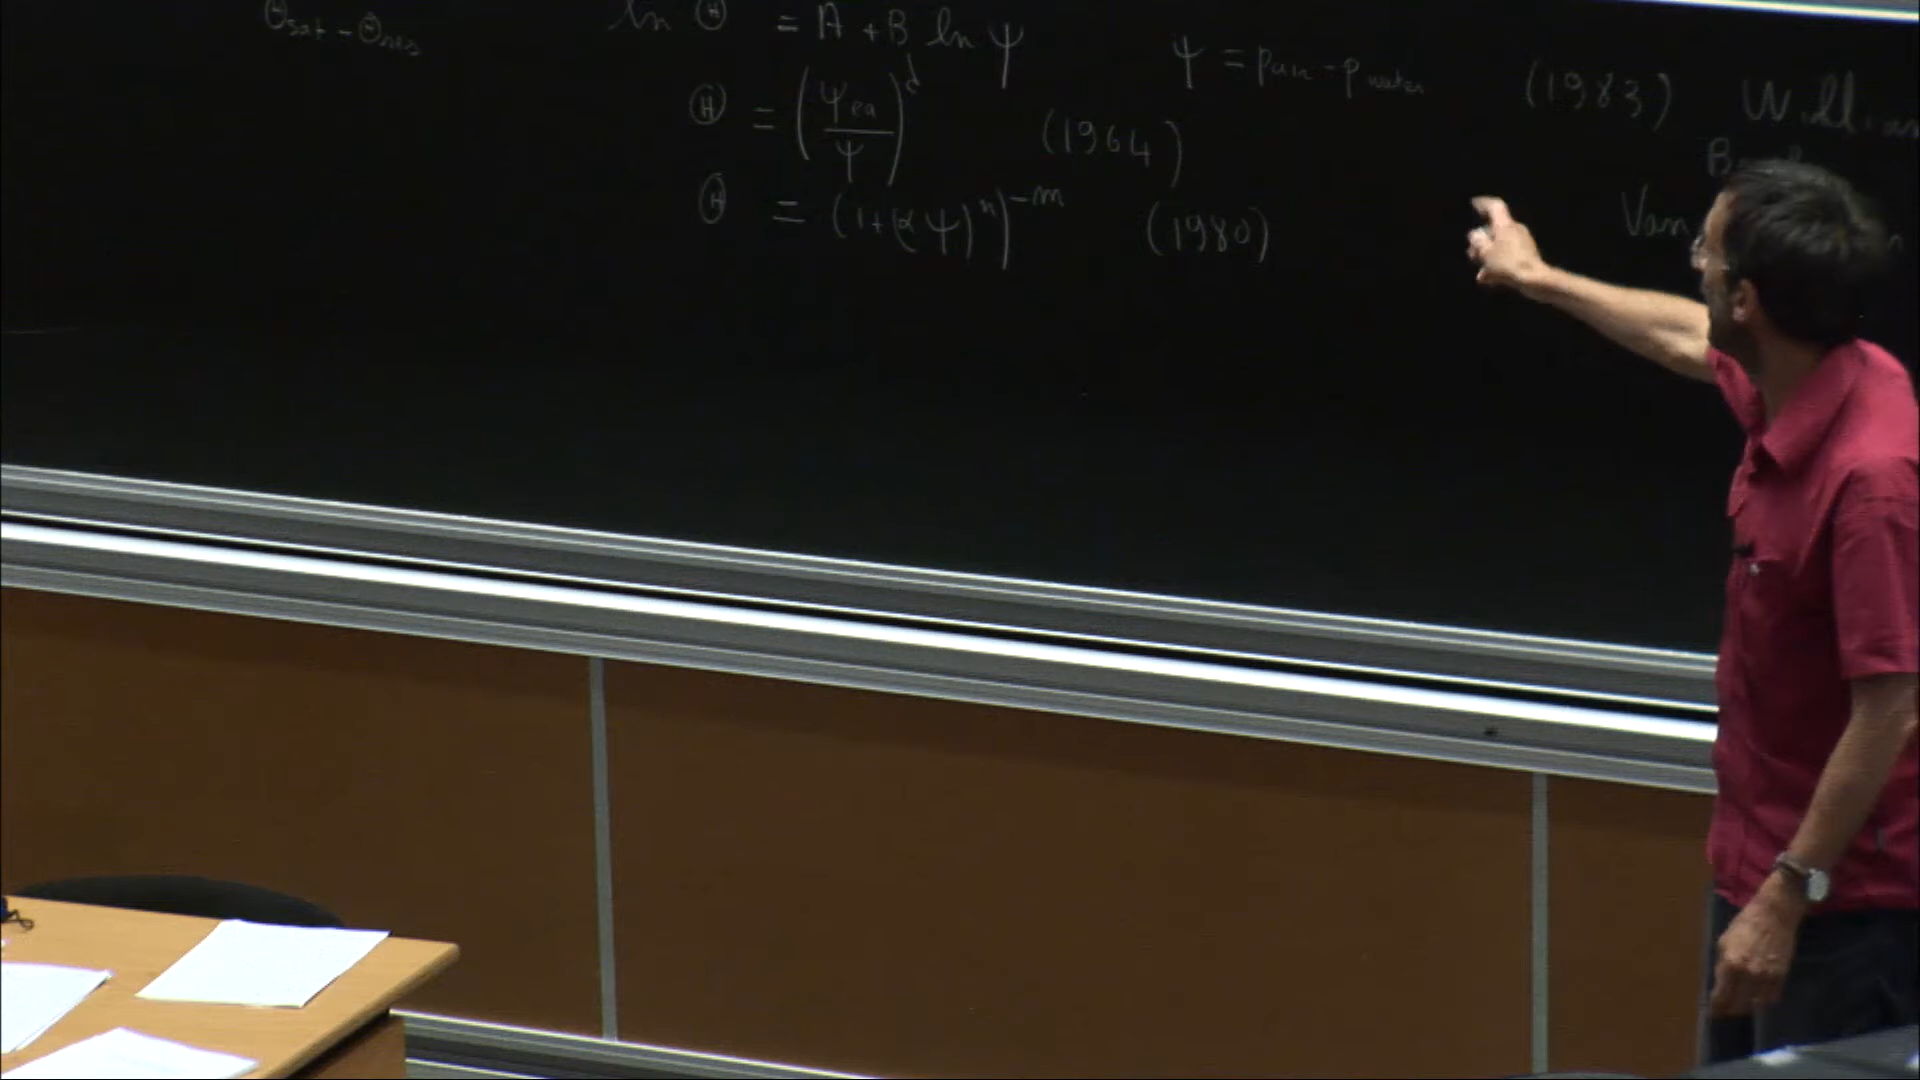 Θsat - Θres
ln Θ = A + B ln ψ
ψ = pair - pwater (1983)
Θ = (ψea / ψ)^d (1964)
Θ = (1+(αψ)^n)^-m (1980) Van